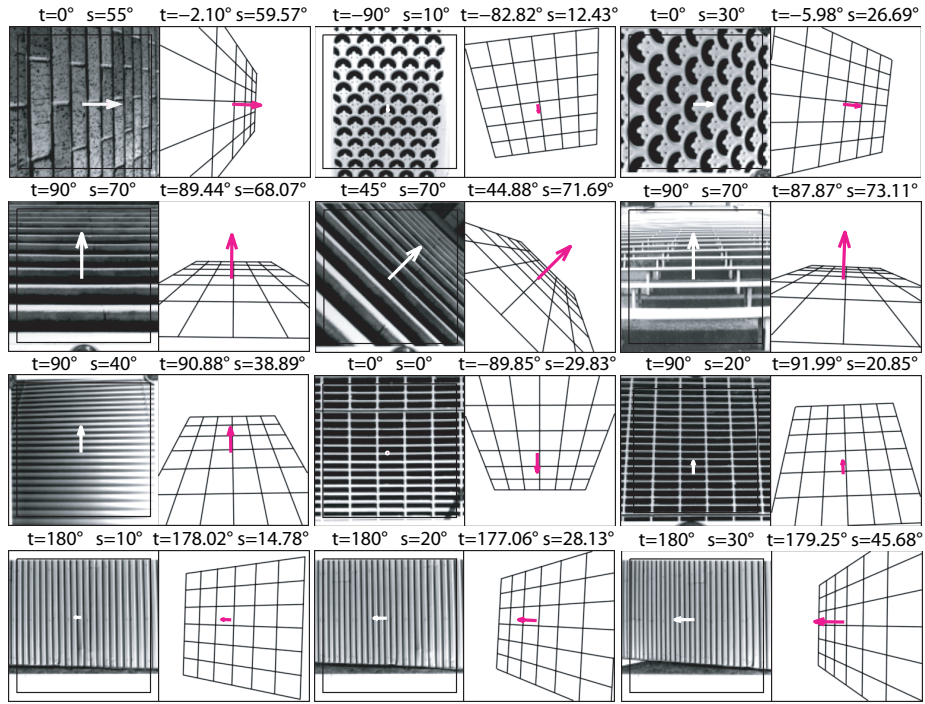 t=0° s=55° t=−2.10° s=59.57° t=−90° s=10° t=−82.82° s=12.43° t=0° s=30° t=−5.98° s=26.69°
t=90° s=70° t=89.44° s=68.07° t=45° s=70° t=44.88° s=71.69° t=90° s=70° t=87.87° s=73.11°
t=90° s=40° t=90.88° s=38.89° t=0° s=0° t=−89.85° s=29.83° t=90° s=20° t=91.99° s=20.85°
t=180° s=10° t=178.02° s=14.78° t=180° s=20° t=177.06° s=28.13° t=180° s=30° t=179.25° s=45.68°